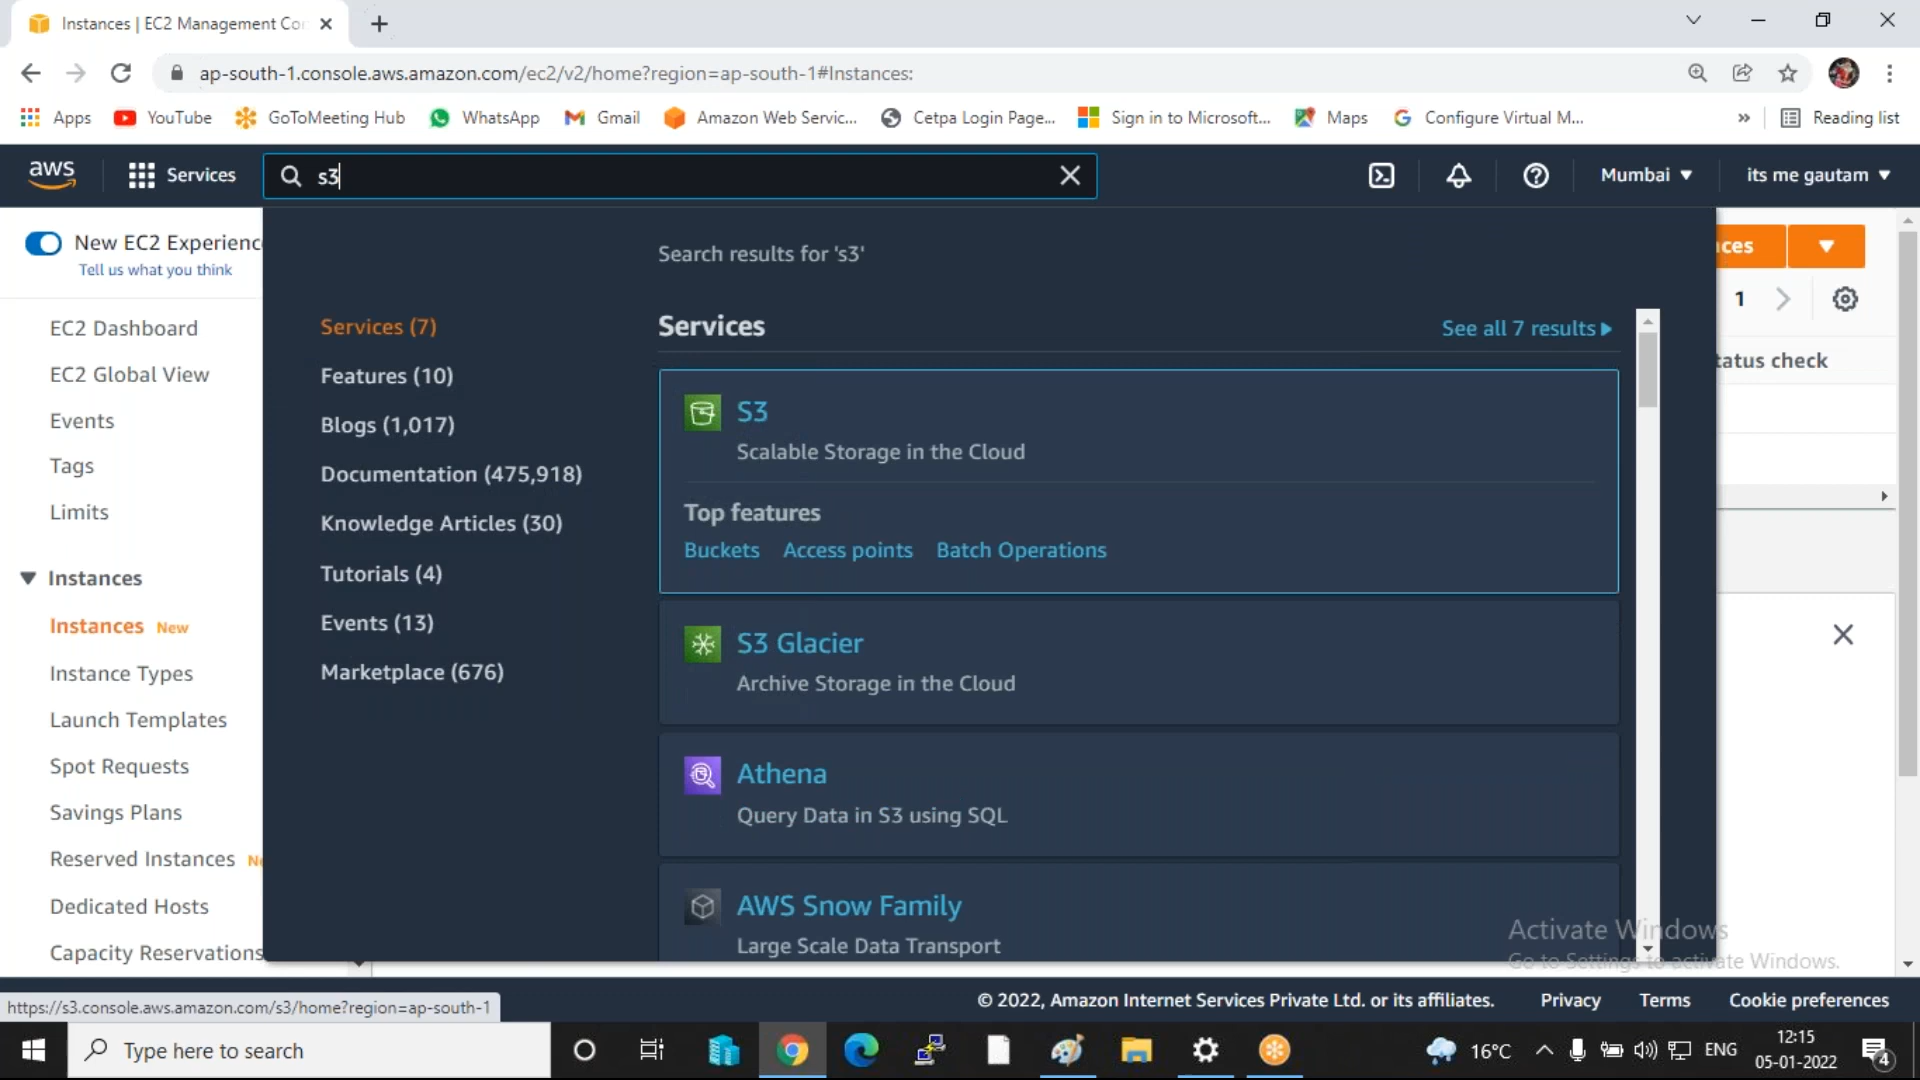 Instances | EC2 Management Co
ap-south-1.console.aws.amazon.com/ec2/v2/home?region=ap-south-1#Instances:
Apps YouTube GoToMeeting Hub WhatsApp Gmail Amazon Web Servic... Cetpa Login Page... Sign in to Microsoft... Maps Configure Virtual M... » Reading list
aws Services s3 Mumbai its me gautam
New EC2 Experienc
Tell us what you think
EC2 Dashboard
EC2 Global View
Events
Tags
Limits
Instances
Instances New
Instance Types
Launch Templates
Spot Requests
Savings Plans
Reserved Instances
Dedicated Hosts
Capacity Reservations
Search results for 's3'
Services (7)
Features (10)
Blogs (1,017)
Documentation (475,918)
Knowledge Articles (30)
Tutorials (4)
Events (13)
Marketplace (676)
Services See all 7 results
S3
Scalable Storage in the Cloud
Top features
Buckets Access points Batch Operations
S3 Glacier
Archive Storage in the Cloud
Athena
Query Data in S3 using SQL
AWS Snow Family
Large Scale Data Transport
1
Activate Windows
Go to Settings to activate Windows.
https://s3.console.aws.amazon.com/s3/home?region=ap-south-1
© 2022, Amazon Internet Services Private Ltd. or its affiliates. Privacy Terms Cookie preferences
Type here to search
16°C ENG
12:15
05-01-2022
4